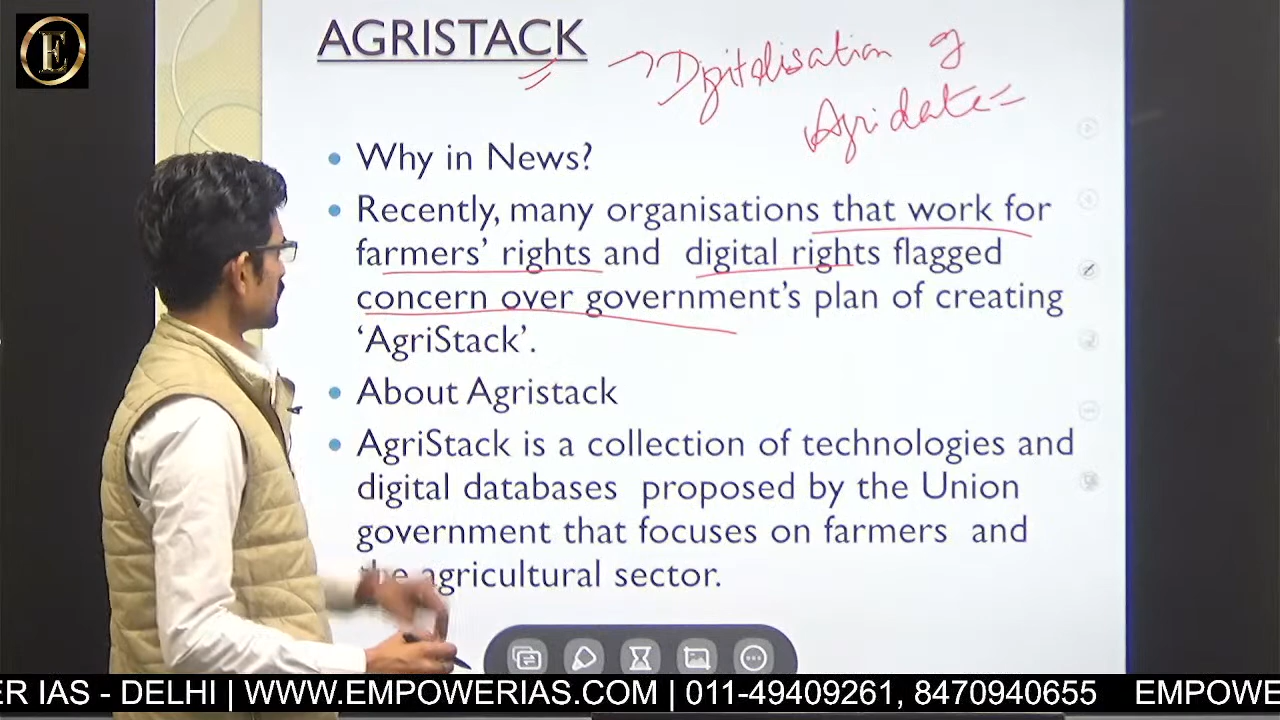 E
AGRISTACK
Digitalisation of
Agridate
Why in News?
Recently, many organisations that work for
farmers' rights and digital rights flagged
concern over government's plan of creating
'AgriStack'.
About Agristack
AgriStack is a collection of technologies and
digital databases proposed by the Union
government that focuses on farmers and
the agricultural sector.
ER IAS - DELHI | WWW.EMPOWERIAS.COM | 011-49409261, 8470940655 EMPOWE